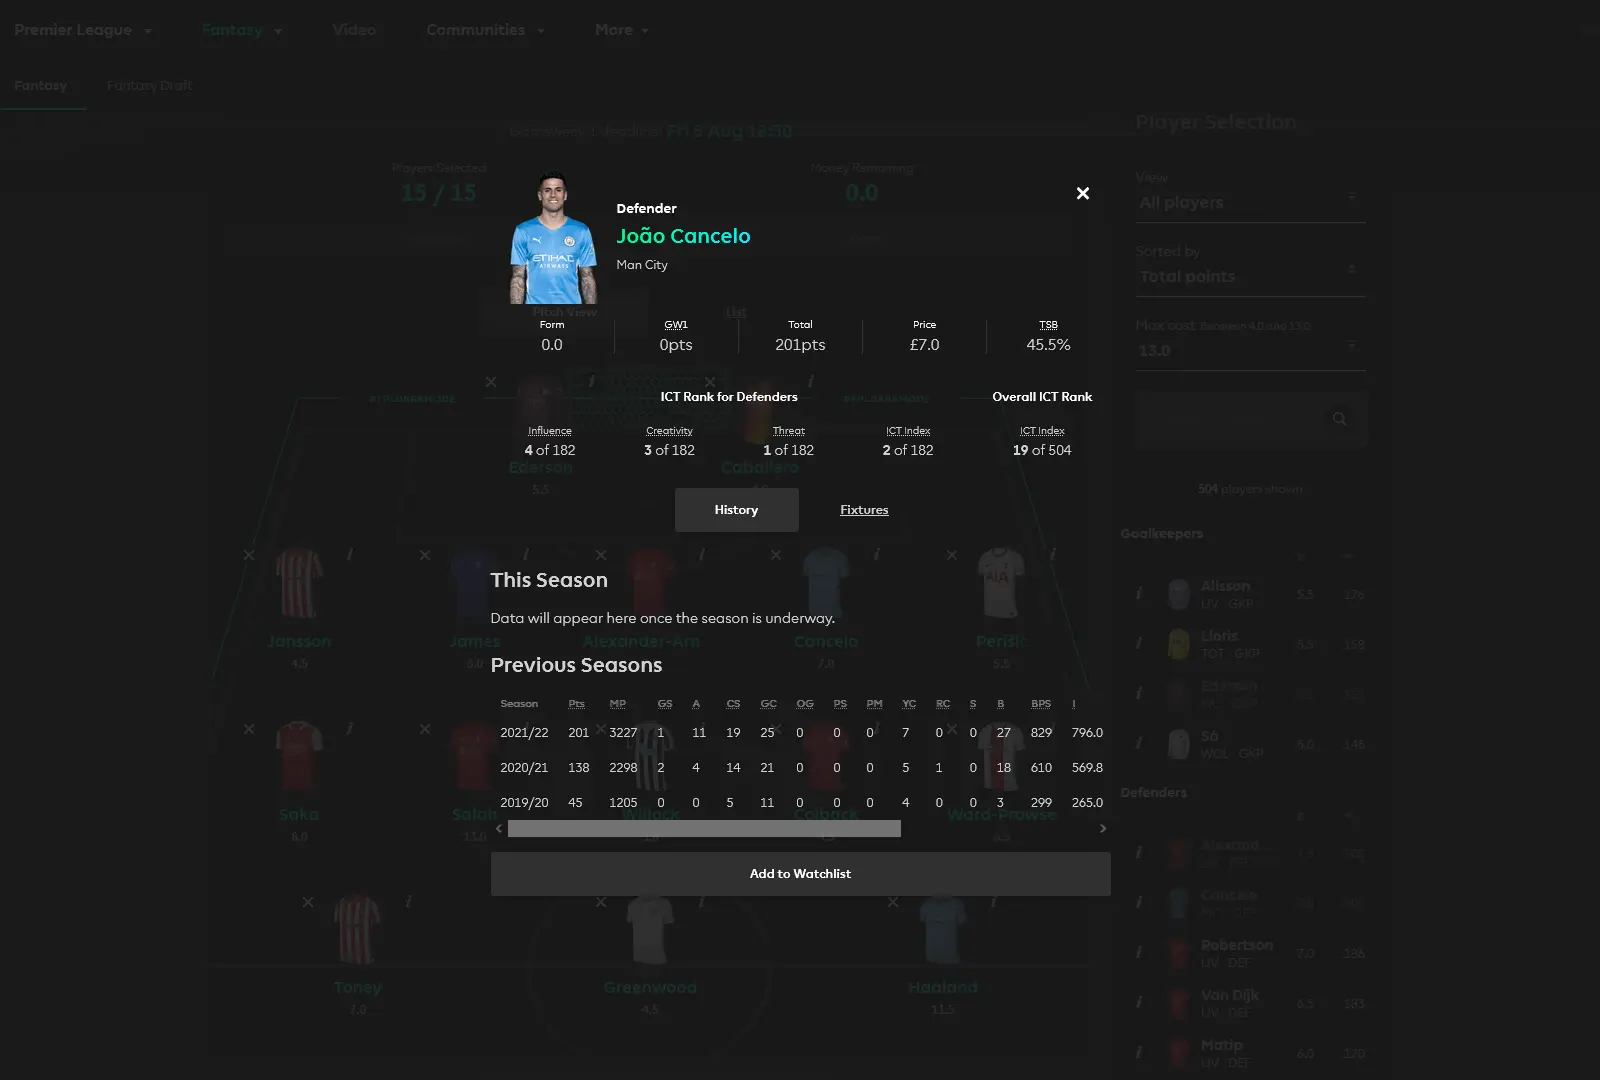 Premier League
Fantasy
Video
Communities
More
Fantasy
Fantasy Draft
Gameweek 1 deadline: Fri 5 Aug 18:30
Player Selection
Players Selected
15 / 15
Money Remaining
0.0
View
All players
Sorted by
Total points
Max cost Between 4.0 and 13.0
13.0
ETIHAD
AIRWAYS
Defender
João Cancelo
Man City
Pitch View
List
Form
0.0
GW1
0pts
Total
201pts
Price
£7.0
TSB
45.5%
ICT Rank for Defenders
Overall ICT Rank
Influence
4 of 182
Creativity
3 of 182
Threat
1 of 182
ICT Index
2 of 182
ICT Index
19 of 504
Ederson
5.5
Caballero
504 players shown
History
Fixtures
This Season
Data will appear here once the season is underway.
Previous Seasons
Season Pts MP GS A CS GC OG PS PM YC RC S B BPS I
2021/22 201 3227 1 11 19 25 0 0 0 7 0 0 27 829 796.0
2020/21 138 2298 2 4 14 21 0 0 0 5 1 0 18 610 569.8
2019/20 45 1205 0 0 5 11 0 0 0 4 0 0 3 299 265.0
Add to Watchlist
Jansson
4.5
James
Alexander-Arn
Cancelo
7.0
AIA
Perišić
5.5
Saka
8.0
Salah
13.0
Willock
Colback
Ward-Prowse
Toney
7.0
Greenwood
4.5
Haaland
11.5
Goalkeepers
Alisson
LIV GKP
5.5 176
Lloris
TOT GKP
5.5 158
Ederson
Sá
WOL GKP
5.0 146
Defenders
Cancelo
Robertson
LIV DEF
7.0 186
Van Dijk
LIV DEF
6.5 183
Matip
LIV DEF
6.0 170